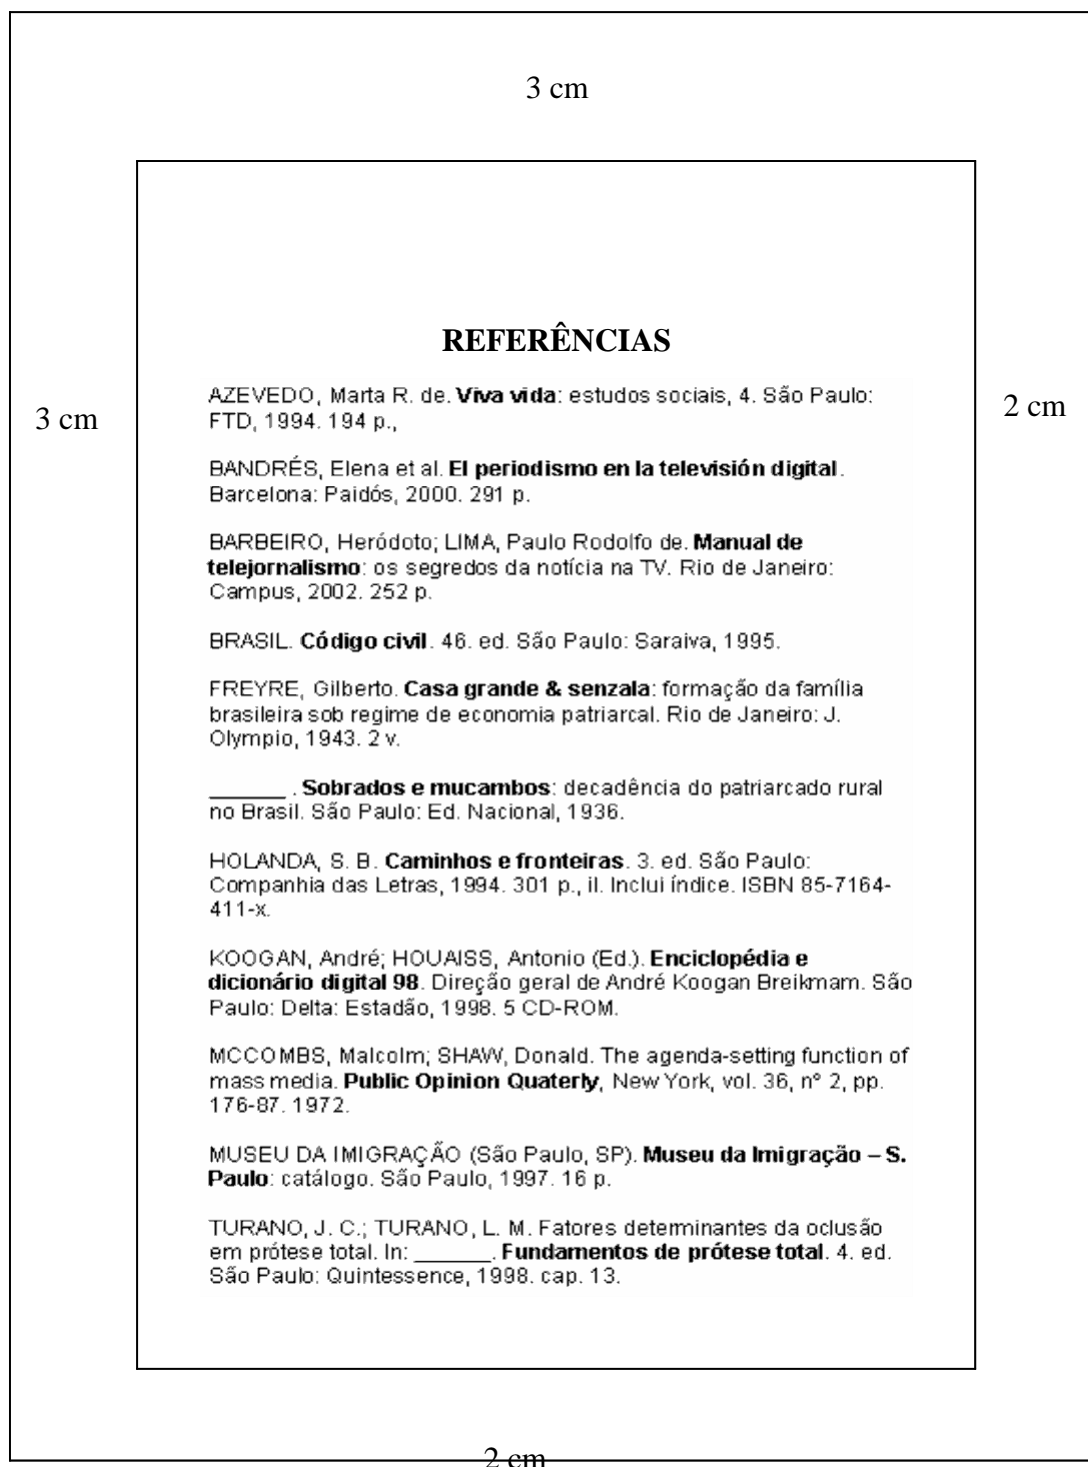 3 cm
REFERÊNCIAS
AZEVEDO, Marta R. de. Viva vida: estudos sociais, 4. São Paulo:
FTD, 1994. 194 p.,
3 cm
2 cm
BANDRÉS, Elena et al. El periodismo en la televisión digital.
Barcelona: Paidós, 2000. 291 p.
BARBEIRO, Heródoto; LIMA, Paulo Rodolfo de. Manual de
telejornalismo: os segredos da notícia na TV. Rio de Janeiro:
Campus, 2002. 252 p.
BRASIL. Código civil. 46. ed. São Paulo: Saraiva, 1995.
FREYRE, Gilberto. Casa grande & senzala: formação da família
brasileira sob regime de economia patriarcal. Rio de Janeiro: J.
Olympio, 1943. 2 v.
______ . Sobrados e mucambos: decadência do patriarcado rural
no Brasil. São Paulo: Ed. Nacional, 1936.
HOLANDA, S. B. Caminhos e fronteiras. 3. ed. São Paulo:
Companhia das Letras, 1994. 301 p., il. Inclui índice. ISBN 85-7164-
411-x.
KOOGAN, André; HOUAISS, Antonio (Ed.). Enciclopédia e
dicionário digital 98. Direção geral de André Koogan Breikmam. São
Paulo: Delta: Estadão, 1998. 5 CD-ROM.
MCCOMBS, Malcolm; SHAW, Donald. The agenda-setting function of
mass media. Public Opinion Quaterly, New York, vol. 36, nº 2, pp.
176-87. 1972.
MUSEU DA IMIGRAÇÃO (São Paulo, SP). Museu da Imigração – S.
Paulo: catálogo. São Paulo, 1997. 16 p.
TURANO, J. C.; TURANO, L. M. Fatores determinantes da oclusão
em prótese total. In: ______. Fundamentos de prótese total. 4. ed.
São Paulo: Quintessence, 1998. cap. 13.
2 cm